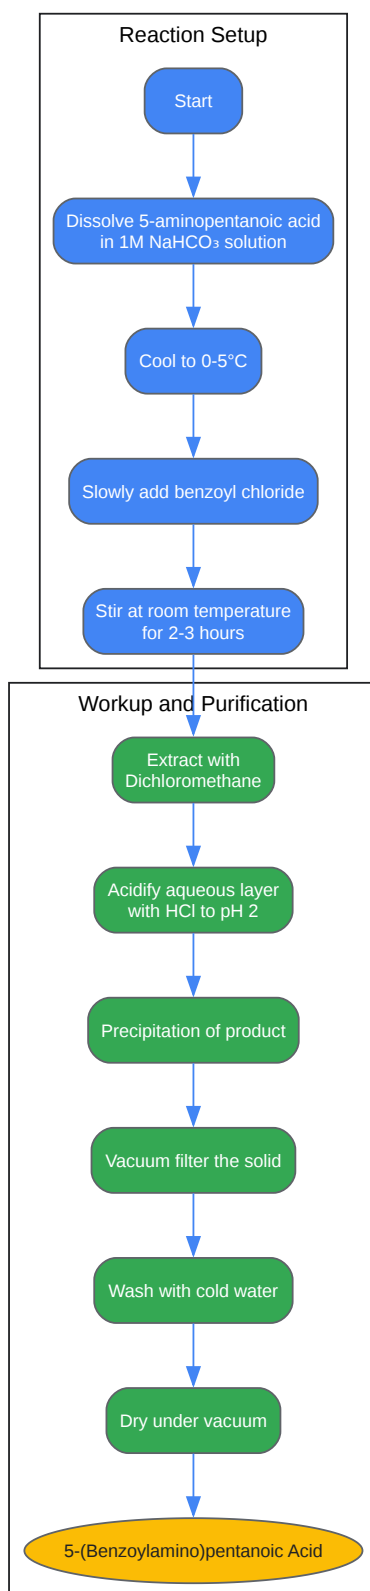 Reaction Setup
Start
Dissolve 5-aminopentanoic acid
in 1M NaHCO₃ solution
Cool to 0-5°C
Slowly add benzoyl chloride
Stir at room temperature
for 2-3 hours
Workup and Purification
Extract with
Dichloromethane
Acidify aqueous layer
with HCl to pH 2
Precipitation of product
Vacuum filter the solid
Wash with cold water
Dry under vacuum
5-(Benzoylamino)pentanoic Acid